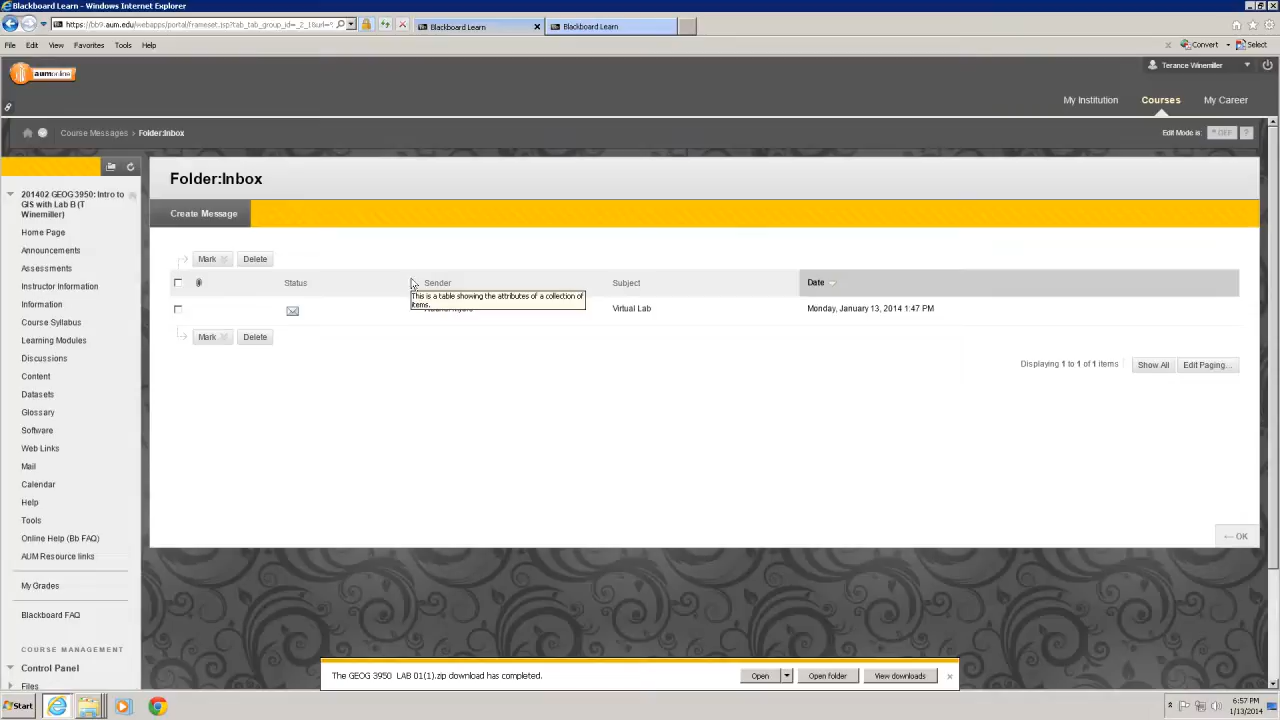 Blackboard Learn - Windows Internet Explorer
https://bb9.aum.edu/webapps/portal/frameset.jsp?tab_tab_group_id=_2_1&url=%
Blackboard Learn
Blackboard Learn
File Edit View Favorites Tools Help
Convert
Select
aumonline
Terance Winemiller
My Institution Courses My Career
Course Messages > Folder:Inbox
Edit Mode is: OFF ?
Folder:Inbox
Create Message
Mark Delete
Status Sender Subject Date
This is a table showing the attributes of a collection of
items.
Virtual Lab Monday, January 13, 2014 1:47 PM
Mark Delete
Displaying 1 to 1 of 1 items Show All Edit Paging...
OK
201402 GEOG 3950: Intro to
GIS with Lab B (T
Winemiller)
Home Page
Announcements
Assessments
Instructor Information
Information
Course Syllabus
Learning Modules
Discussions
Content
Datasets
Glossary
Software
Web Links
Mail
Calendar
Help
Tools
Online Help (Bb FAQ)
AUM Resource links
My Grades
Blackboard FAQ
COURSE MANAGEMENT
Control Panel
Files
The GEOG 3950 LAB 01(1).zip download has completed.
Open Open folder View downloads
Start
6:57 PM
1/13/2014